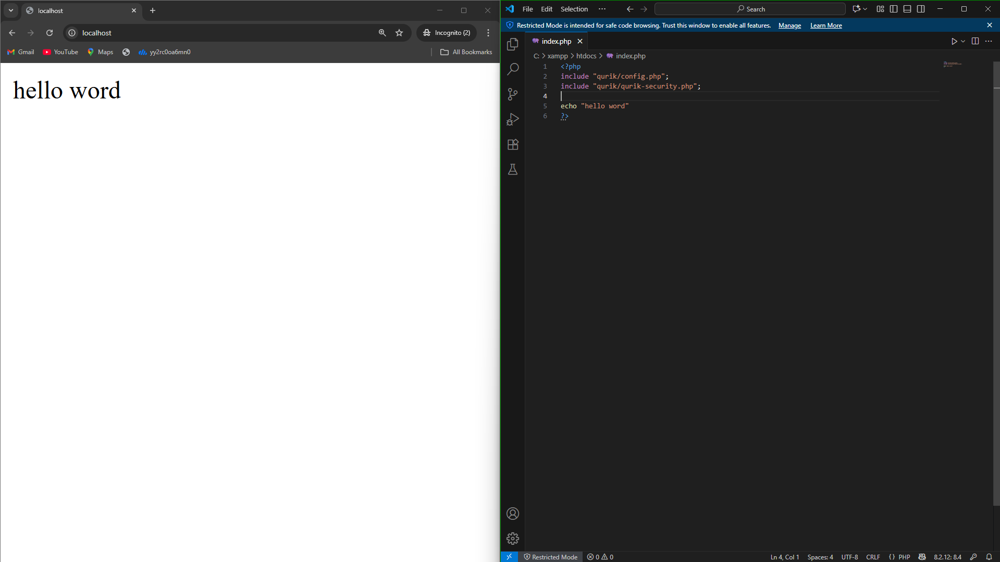 localhost
localhost
Incognito (2)
Gmail
YouTube
Maps
yy2rc0oa6mn0
All Bookmarks
hello word
File Edit Selection ···
Search
Restricted Mode is intended for safe code browsing. Trust this window to enable all features. Manage Learn More
index.php
C: > xampp > htdocs > index.php
1 <?php
2 include "qurik/config.php";
3 include "qurik/qurik-security.php";
4
5 echo "hello word"
6 ?>
Restricted Mode 0 0 Ln 4, Col 1 Spaces: 4 UTF-8 CRLF {} PHP 8.2.12: 8.4